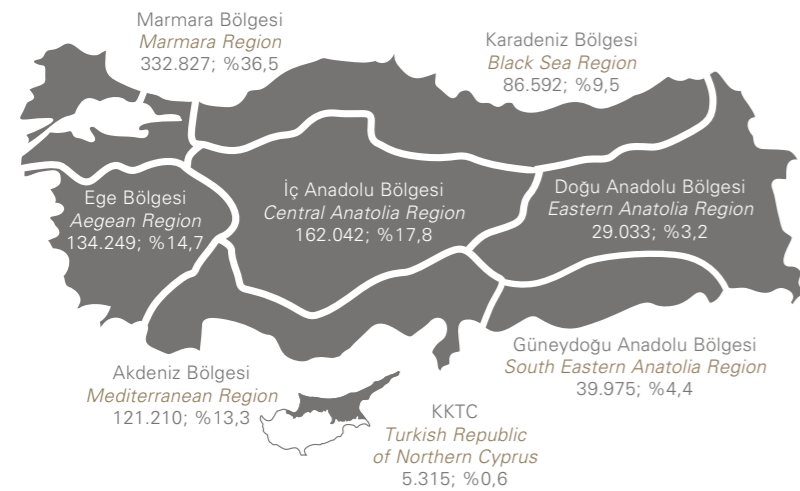 Marmara Bölgesi
Marmara Region
332.827; %36,5
Karadeniz Bölgesi
Black Sea Region
86.592; %9,5
Ege Bölgesi
Aegean Region
134.249; %14,7
İç Anadolu Bölgesi
Central Anatolia Region
162.042; %17,8
Doğu Anadolu Bölgesi
Eastern Anatolia Region
29.033; %3,2
Akdeniz Bölgesi
Mediterranean Region
121.210; %13,3
KKTC
Turkish Republic
of Northern Cyprus
5.315; %0,6
Güneydoğu Anadolu Bölgesi
South Eastern Anatolia Region
39.975; %4,4